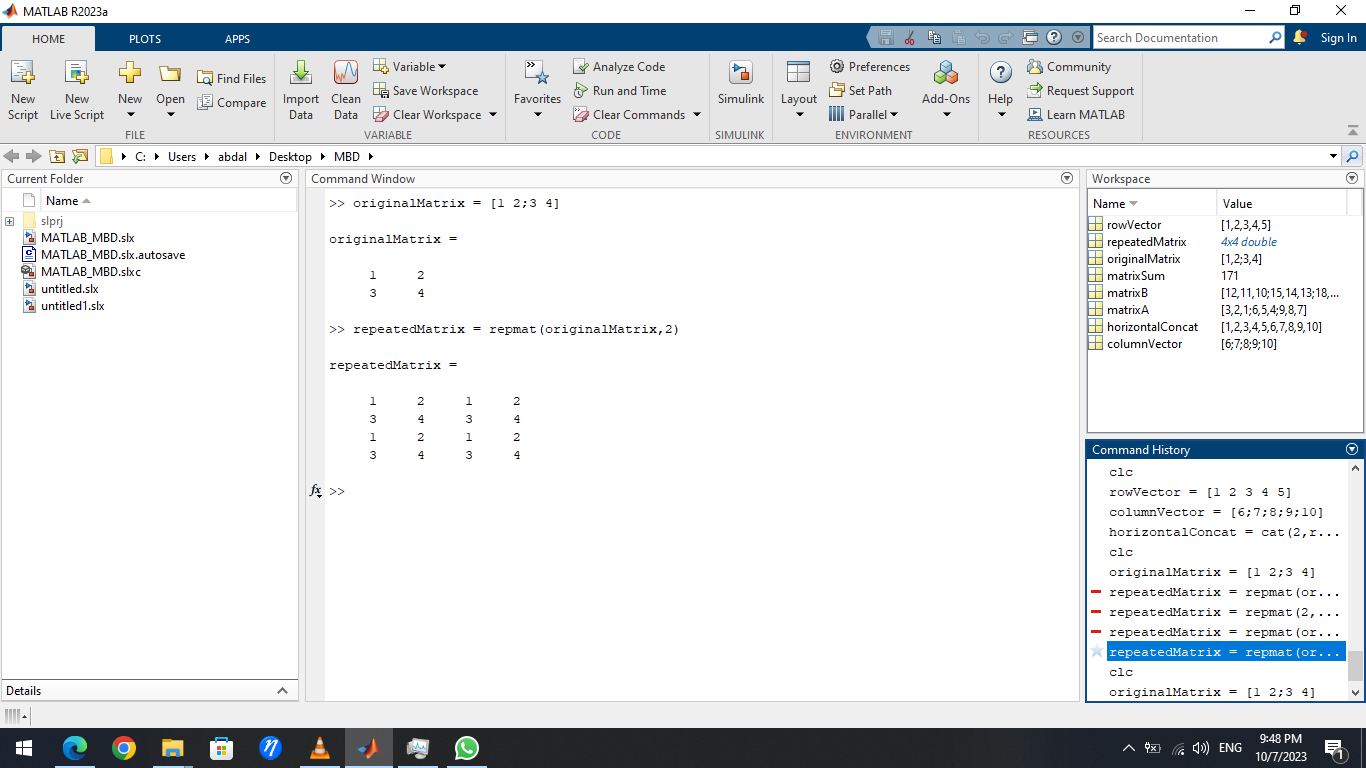 MATLAB R2023a
HOME PLOTS APPS
Search Documentation
Sign In
New Script
New Live Script
New
Open
Find Files
Compare
FILE
Import Data
Clean Data
Variable
Save Workspace
Clear Workspace
VARIABLE
Favorites
Analyze Code
Run and Time
Clear Commands
CODE
Simulink
SIMULINK
Layout
Preferences
Set Path
Parallel
Add-Ons
ENVIRONMENT
Help
Community
Request Support
Learn MATLAB
RESOURCES
C: Users abdal Desktop MBD
Current Folder
Name
slprj
MATLAB_MBD.slx
MATLAB_MBD.slx.autosave
MATLAB_MBD.slxc
untitled.slx
untitled1.slx
Details
Command Window
>> originalMatrix = [1 2;3 4]
originalMatrix =
1 2
3 4
>> repeatedMatrix = repmat(originalMatrix,2)
repeatedMatrix =
1 2 1 2
3 4 3 4
1 2 1 2
3 4 3 4
fx >>
Workspace
Name Value
rowVector [1,2,3,4,5]
repeatedMatrix 4x4 double
originalMatrix [1,2;3,4]
matrixSum 171
matrixB [12,11,10;15,14,13;18,...
matrixA [3,2,1;6,5,4;9,8,7]
horizontalConcat [1,2,3,4,5,6,7,8,9,10]
columnVector [6;7;8;9;10]
Command History
clc
rowVector = [1 2 3 4 5]
columnVector = [6;7;8;9;10]
horizontalConcat = cat(2,r...
clc
originalMatrix = [1 2;3 4]
repeatedMatrix = repmat(or...
repeatedMatrix = repmat(2,...
repeatedMatrix = repmat(or...
repeatedMatrix = repmat(or...
clc
originalMatrix = [1 2;3 4]
ENG
9:48 PM
10/7/2023
1